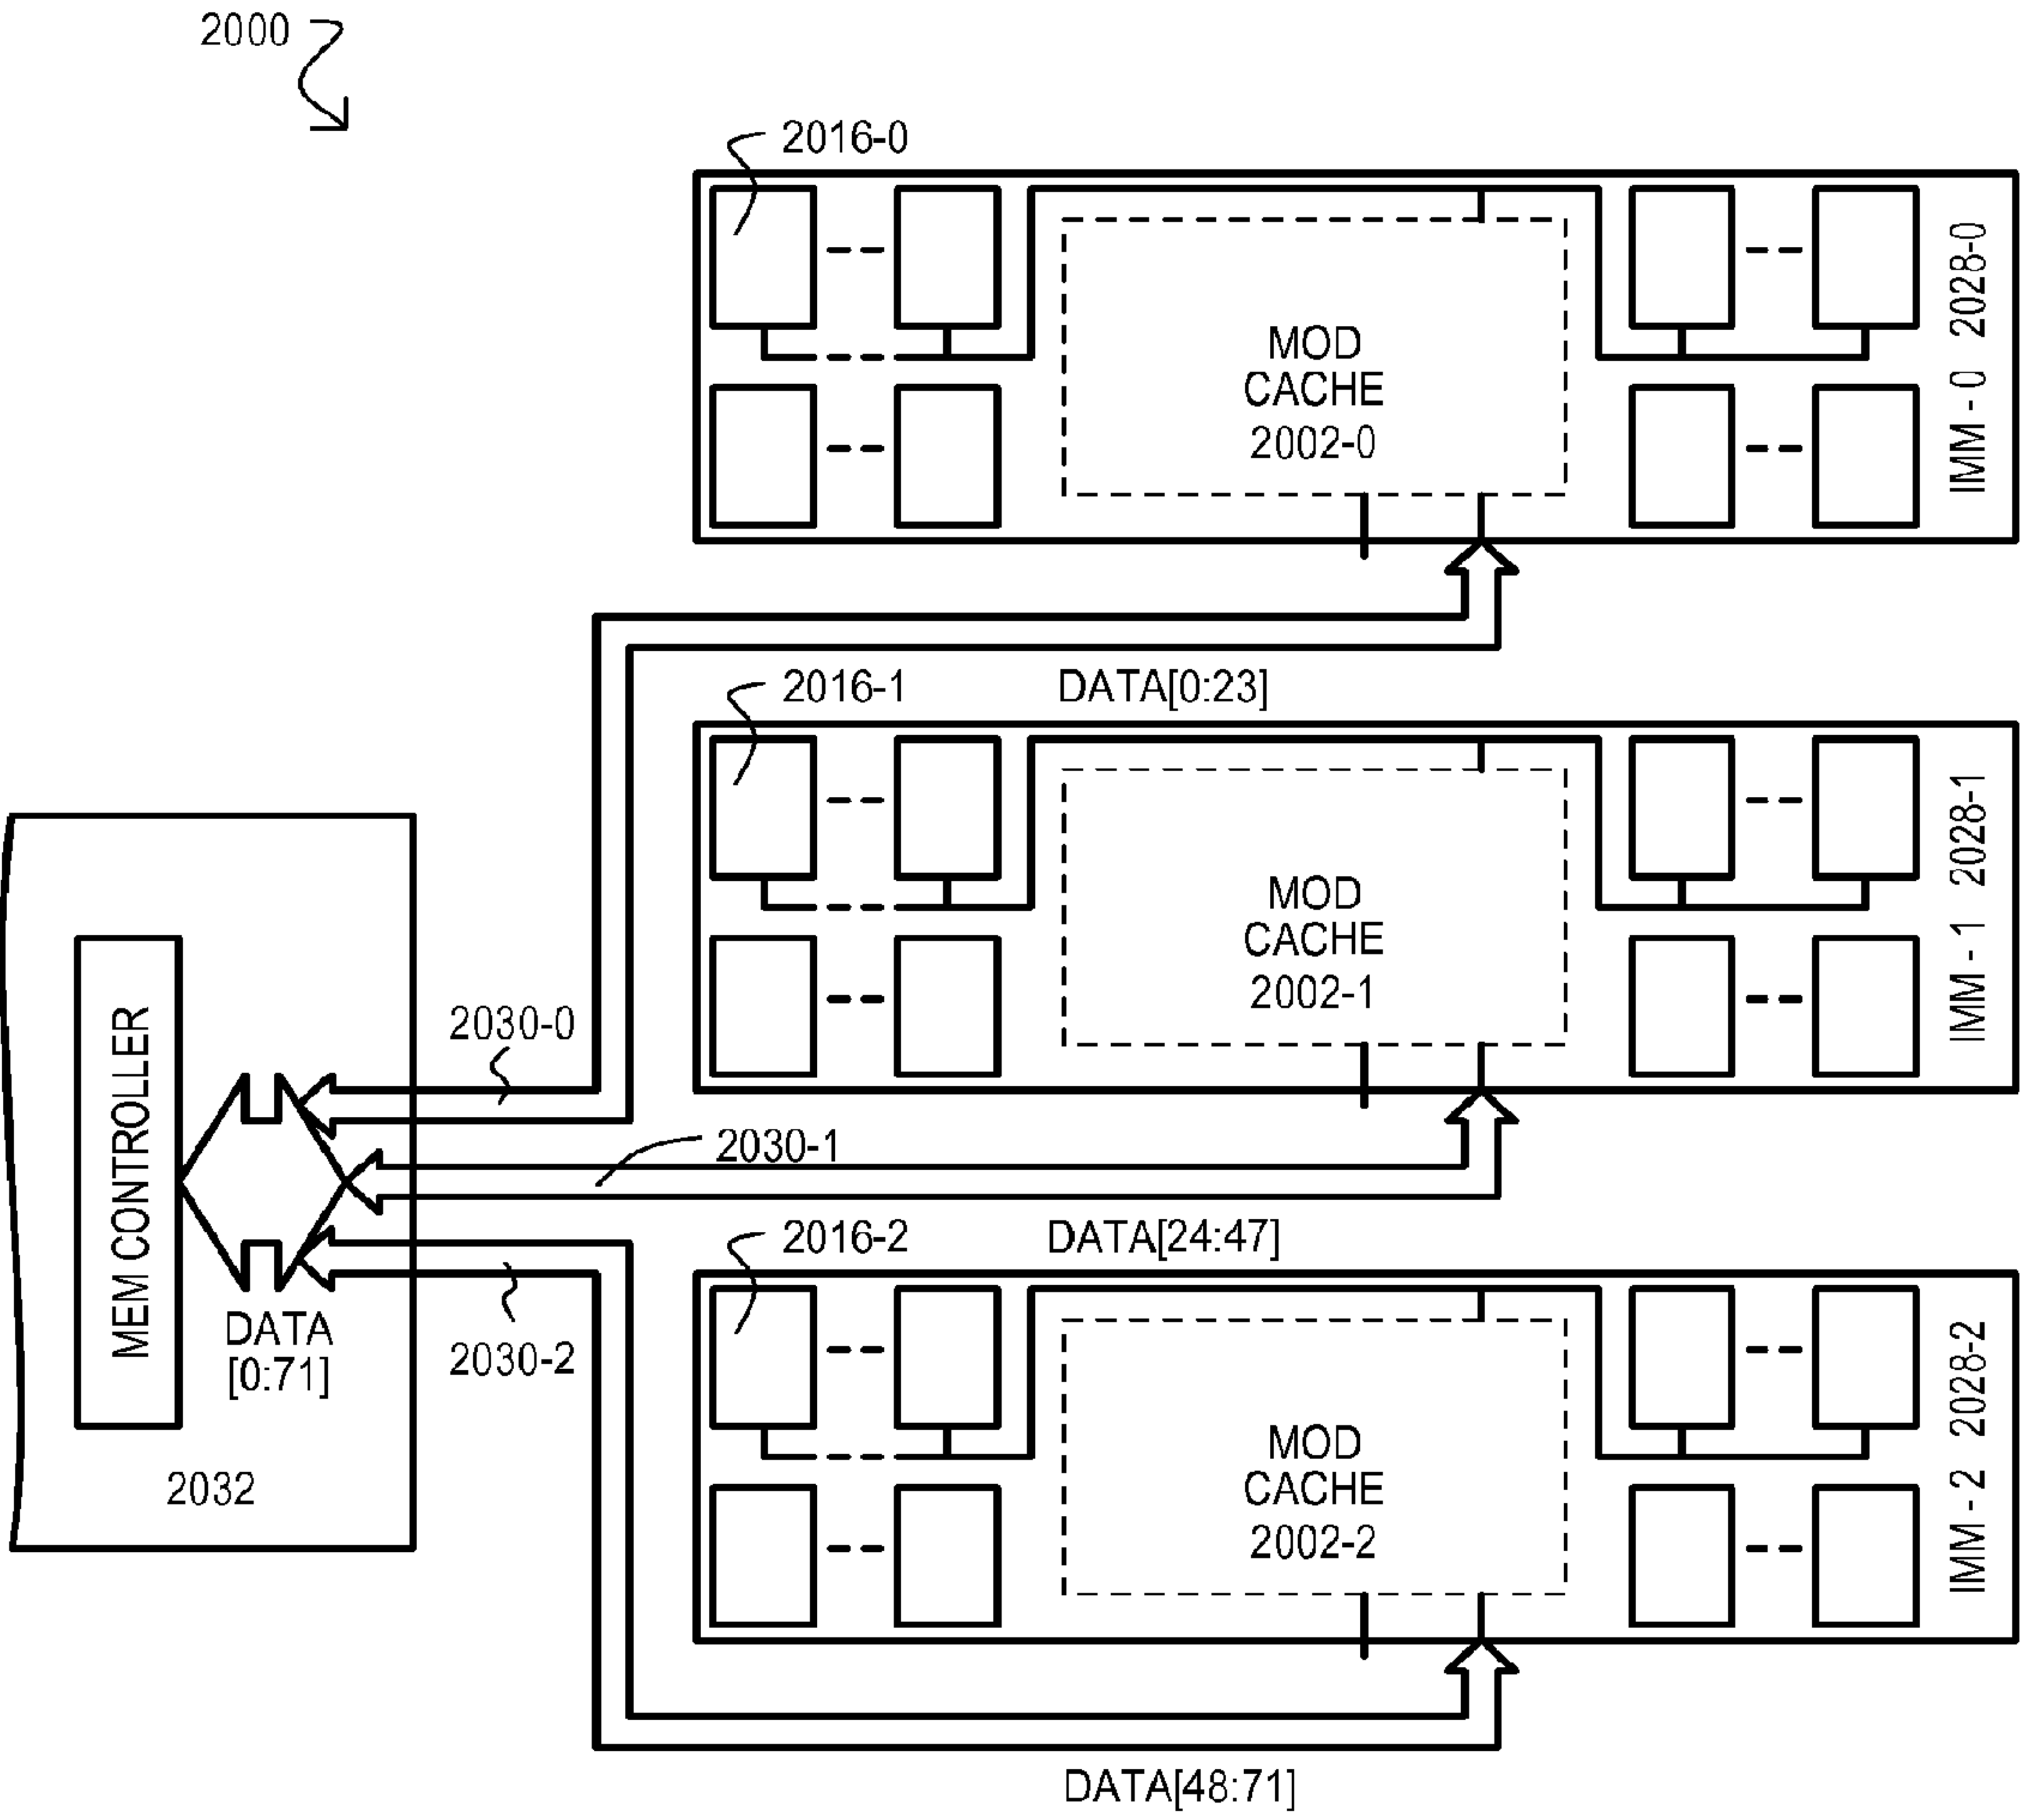 2000
2016-0
MOD
CACHE
2002-0
IMM - 0 2028-0
2016-1
DATA[0:23]
MOD
CACHE
2002-1
IMM - 1 2028-1
MEM CONTROLLER
2030-0
2030-1
2016-2
DATA[24:47]
DATA
[0:71]
2030-2
2032
MOD
CACHE
2002-2
IMM - 2 2028-2
DATA[48:71]